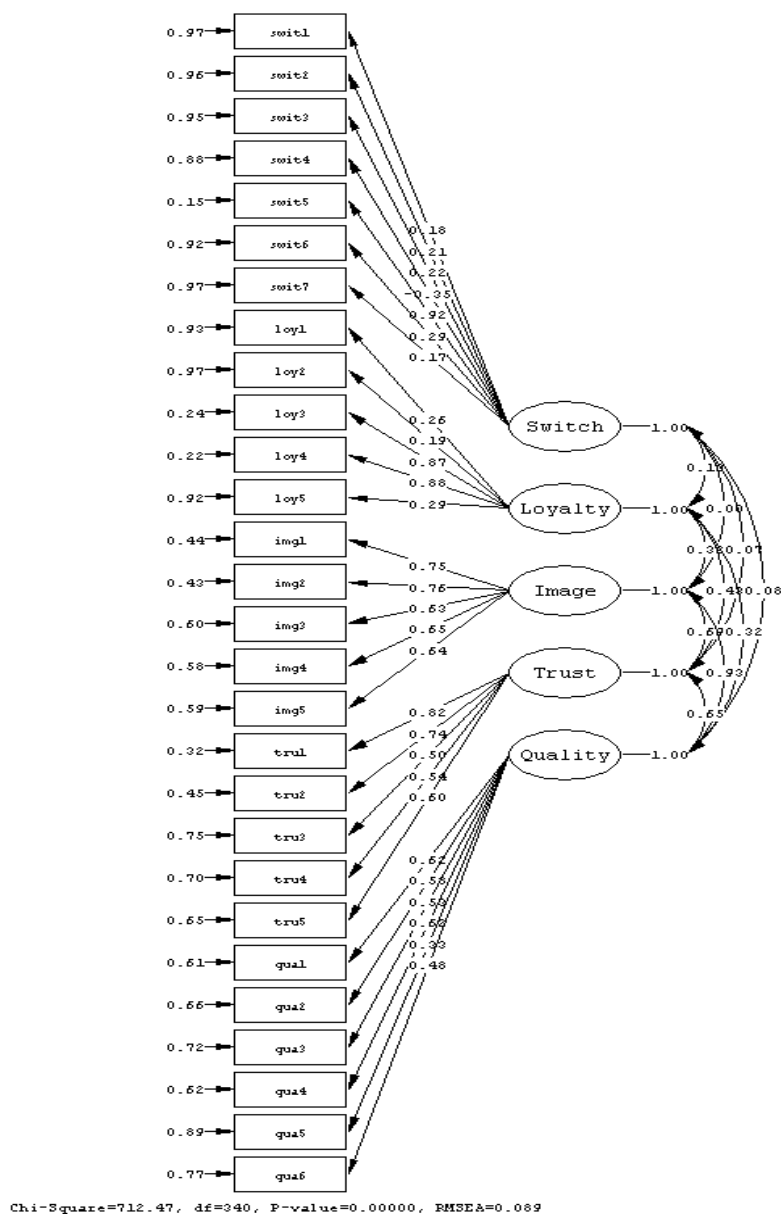 0.97 swit1
0.96 swit2
0.95 swit3
0.88 swit4
0.15 swit5
0.92 swit6
0.97 swit7
0.93 loy1
0.97 loy2
0.24 loy3
0.22 loy4
0.92 loy5
0.44 img1
0.43 img2
0.60 img3
0.58 img4
0.59 img5
0.32 tru1
0.45 tru2
0.75 tru3
0.70 tru4
0.65 tru5
0.61 qua1
0.66 qua2
0.72 qua3
0.62 qua4
0.89 qua5
0.77 qua6
0.18
0.21
0.22
-0.35
0.92
0.29
0.17
0.26
0.19
0.87
0.88
0.29
0.75
0.76
0.63
0.65
0.64
0.82
0.74
0.50
0.54
0.60
0.62
0.58
0.53
0.62
0.33
0.48
Switch 1.00
Loyalty 1.00
0.00
0.07
Image 1.00
0.08
0.32
Trust 1.00
0.93
0.65
Quality 1.00
Chi-Square=712.47, df=340, P-value=0.00000, RMSEA=0.089